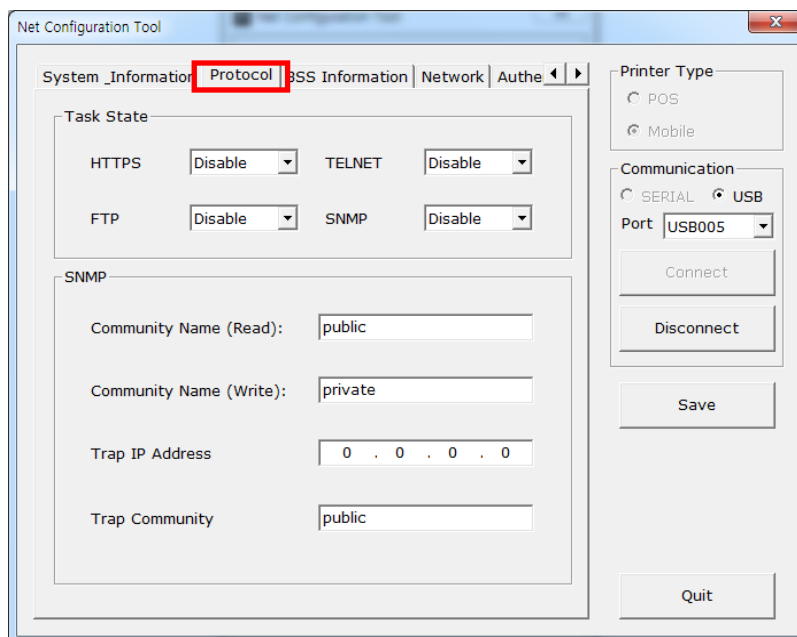 Net Configuration Tool
System _Information Protocol BSS Information Network Authe
Task State
HTTPS Disable TELNET Disable
FTP Disable SNMP Disable
SNMP
Community Name (Read): public
Community Name (Write): private
Trap IP Address 0 . 0 . 0 . 0
Trap Community public
Printer Type
POS
Mobile
Communication
SERIAL USB
Port USB005
Connect
Disconnect
Save
Quit